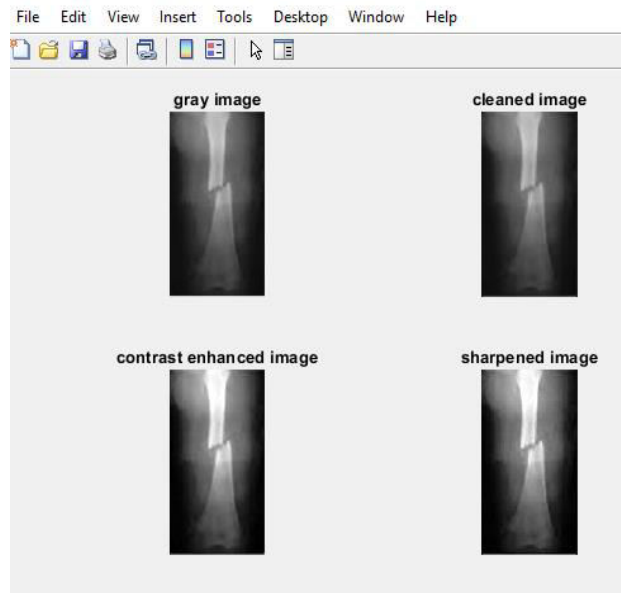 File Edit View Insert Tools Desktop Window Help
gray image
cleaned image
contrast enhanced image
sharpened image